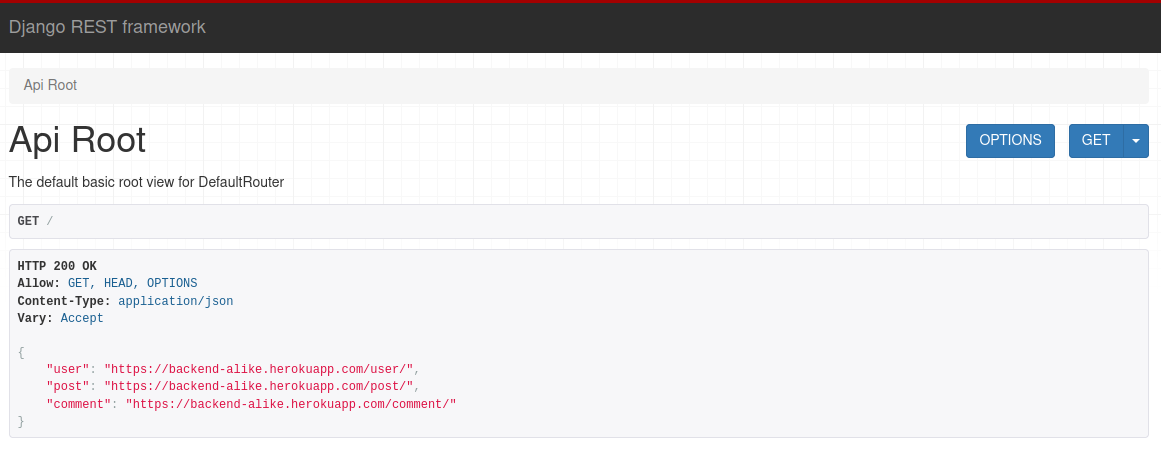 Django REST framework
Api Root
Api Root
OPTIONS
GET
The default basic root view for DefaultRouter
GET /
HTTP 200 OK
Allow: GET, HEAD, OPTIONS
Content-Type: application/json
Vary: Accept
{
    "user": "https://backend-alike.herokuapp.com/user/",
    "post": "https://backend-alike.herokuapp.com/post/",
    "comment": "https://backend-alike.herokuapp.com/comment/"
}